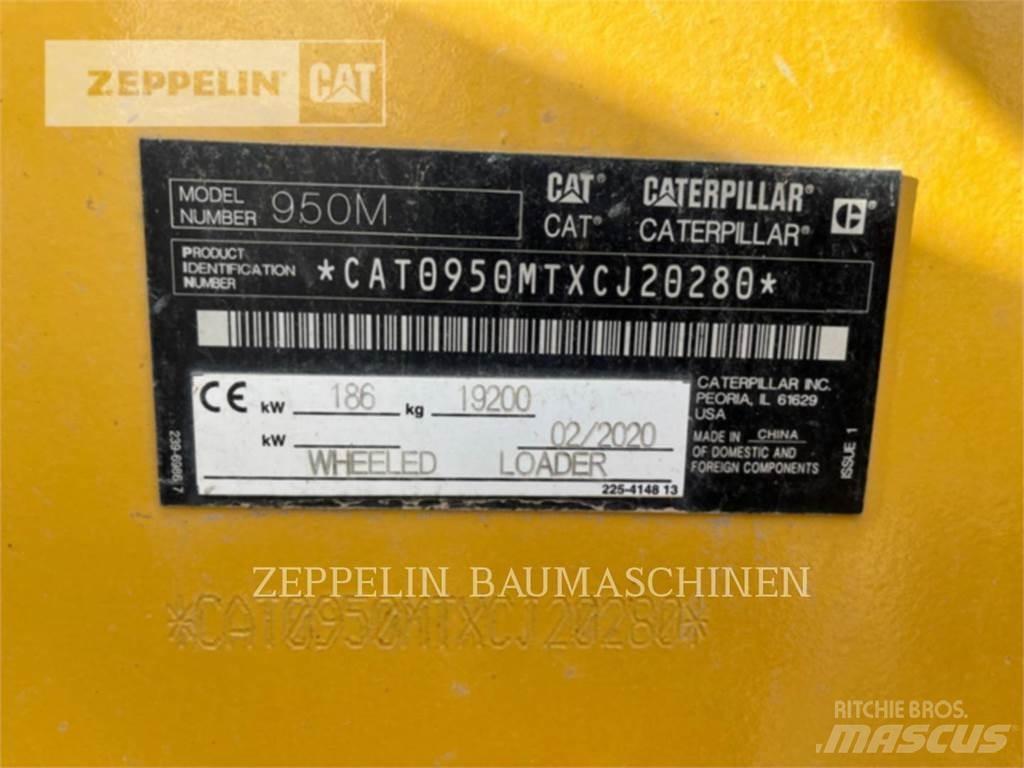 ZEPPELIN CAT
MODEL NUMBER 950M
CAT® CATERPILLAR®
CAT® CATERPILLAR® C®
PRODUCT IDENTIFICATION NUMBER *CAT0950MTXCJ20280*
CE kW 186 kg 19200
kW 02/2020
WHEELED LOADER
225-4148 13
CATERPILLAR INC.
PEORIA, IL 61629
USA
MADE IN CHINA
OF DOMESTIC AND
FOREIGN COMPONENTS
ISSUE 1
ZEPPELIN BAUMASCHINEN
*CAT0950MTXCJ20280*
RITCHIE BROS.
MASCUS